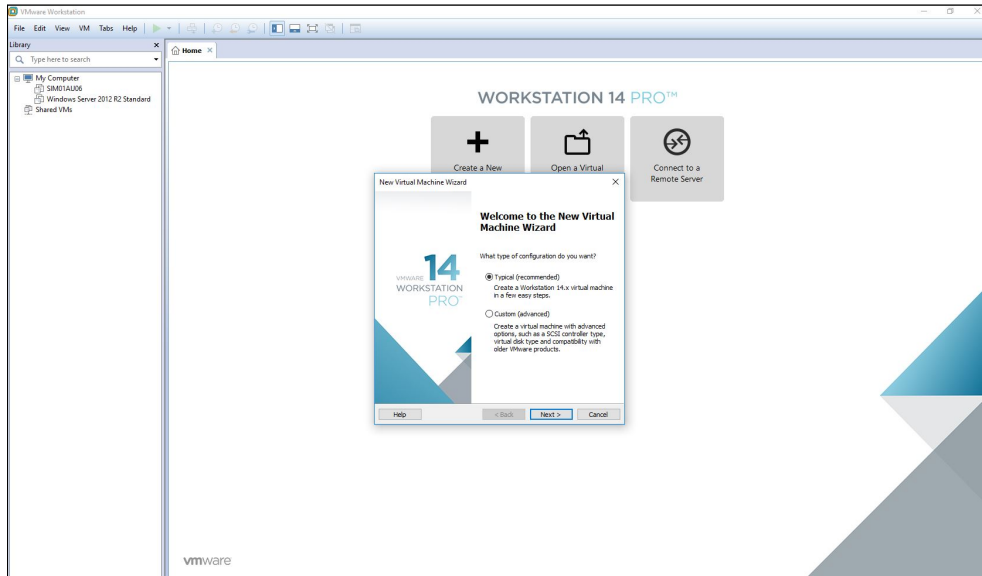 VMware Workstation
File Edit View VM Tabs Help
Library
Type here to search
My Computer
SIM01AU06
Windows Server 2012 R2 Standard
Shared VMs
Home
WORKSTATION 14 PRO™
Create a New
Open a Virtual
Connect to a
Remote Server
New Virtual Machine Wizard
VMWARE 14
WORKSTATION
PRO™
Welcome to the New Virtual
Machine Wizard
What type of configuration do you want?
Typical (recommended)
Create a Workstation 14.x virtual machine
in a few easy steps.
Custom (advanced)
Create a virtual machine with advanced
options, such as a SCSI controller type,
virtual disk type and compatibility with
older VMware products.
Help < Back Next > Cancel
vmware